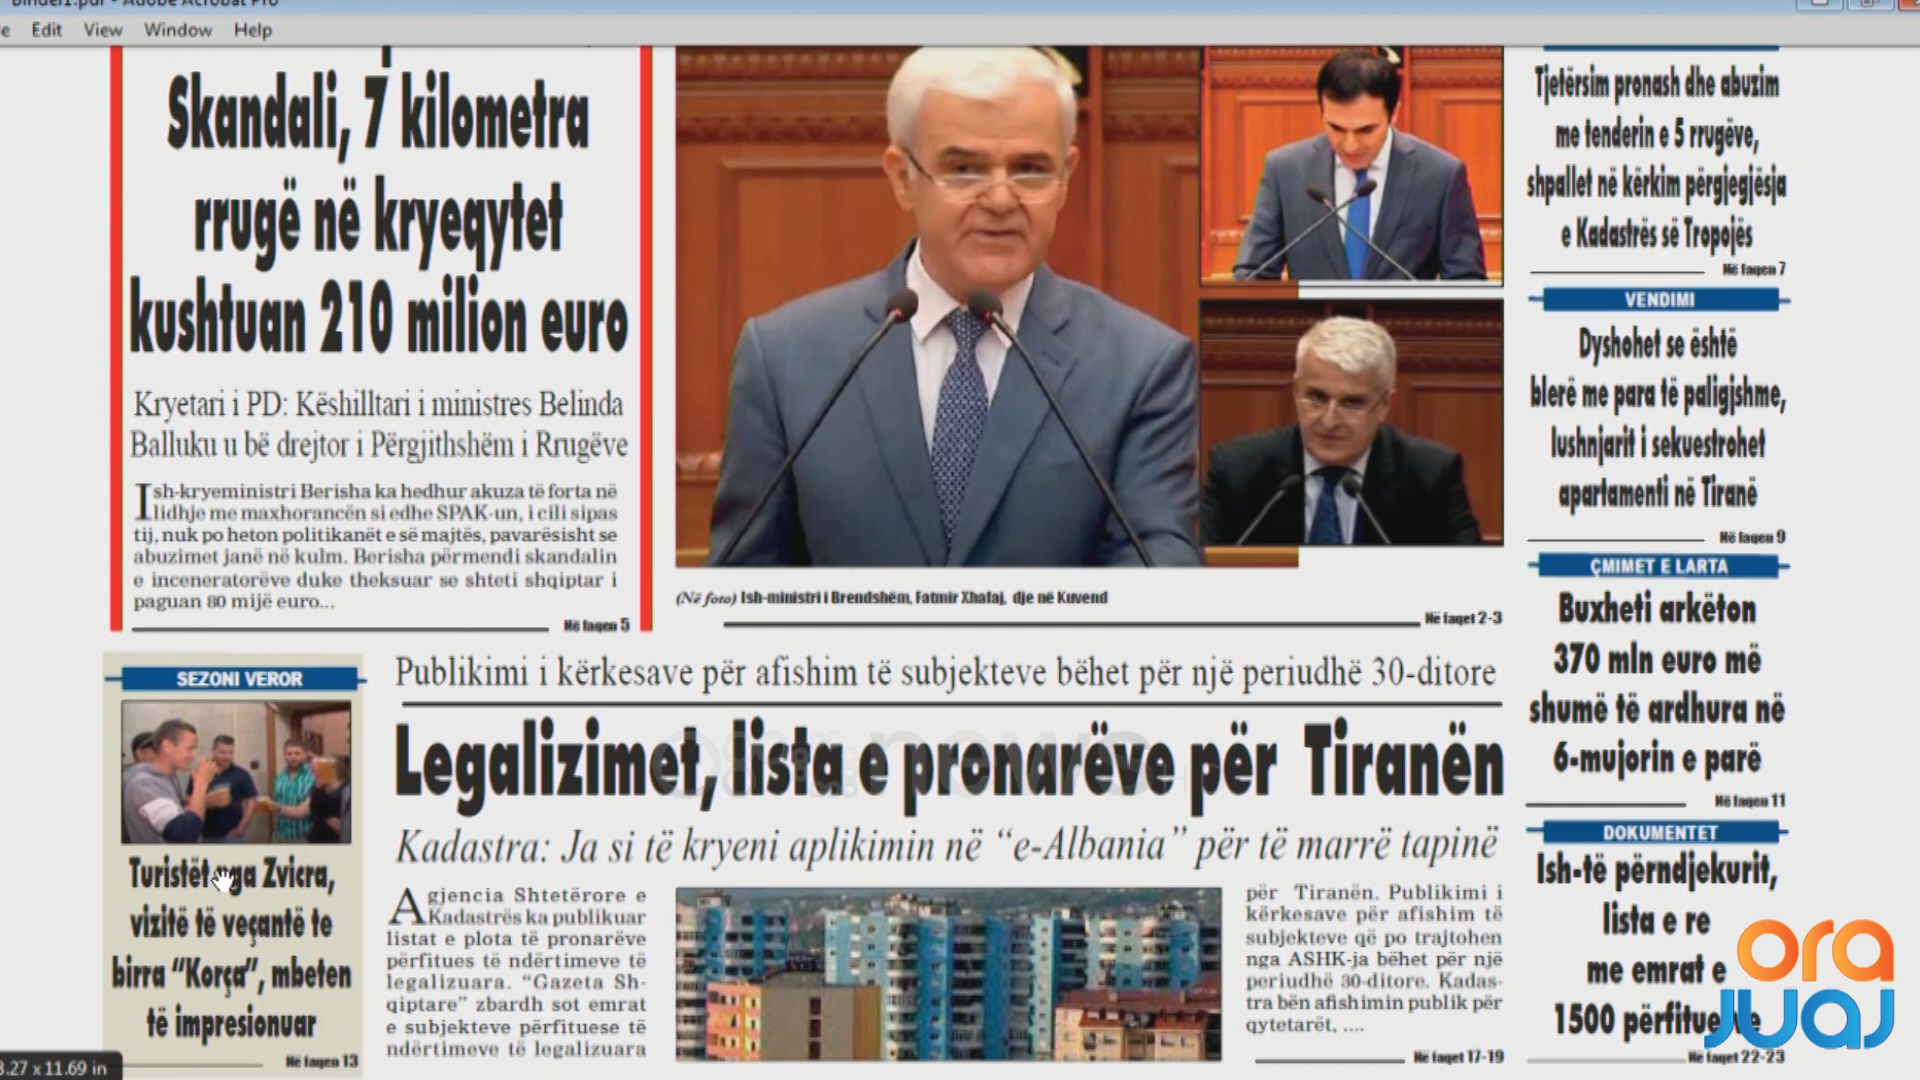 Edit View Window Help
Skandali, 7 kilometra
rrugë në kryeqytet
kushtuan 210 milion euro
Kryetari i PD: Këshilltari i ministres Belinda
Balluku u bë drejtor i Përgjithshëm i Rrugëve
Ish-kryeministri Berisha ka hedhur akuza të forta në
lidhje me maxhorancën si edhe SPAK-un, i cili sipas
tij, nuk po heton politikanët e së majtës, pavarësisht se
abuzimet janë në kulm. Berisha përmendi skandalin
e inceneratorëve duke theksuar se shteti shqiptar i
paguan 80 mijë euro...
Në faqen 5
(Në foto) Ish-ministri i Brendshëm, Fatmir Xhafaj, dje në Kuvend
Në faqet 2-3
Tjetërsim pronash dhe abuzim
me tenderin e 5 rrugëve,
shpallet në kërkim përgjegjësja
e Kadastrës së Tropojës
Në faqen 7
VENDIMI
Dyshohet se është
blerë me para të paligjshme,
lushnjarit i sekuestrohet
apartamenti në Tiranë
Në faqen 9
ÇMIMET E LARTA
Buxheti arkëton
370 mln euro më
shumë të ardhura në
6-mujorin e parë
Në faqen 11
DOKUMENTET
Ish-të përndjekurit,
lista e re
me emrat e
1500
Në faqet 22-23
SEZONI VEROR
Turistët nga Zvicra,
vizitë të veçantë te
birra “Korça”, mbeten
të impresionuar
Në faqen 13
Publikimi i kërkesave për afishim të subjekteve bëhet për një periudhë 30-ditore
Legalizimet, lista e pronarëve për Tiranën
Kadastra: Ja si të kryeni aplikimin në “e-Albania” për të marrë tapinë
Agjencia Shtetërore e
Kadastrës ka publikuar
listat e plota të pronarëve
përfitues të ndërtimeve të
legalizuara. “Gazeta Sh-
qiptare” zbardh sot emrat
e subjekteve përfituese të
ndërtimeve të legalizuara
për Tiranën. Publikimi i
kërkesave për afishim të
subjekteve që po trajtohen
nga ASHK-ja bëhet për një
periudhë 30-ditore. Kadas-
tra bën afishimin publik për
qytetarët, ....
Në faqet 17-19
ora
JUAJ
8.27 x 11.69 in